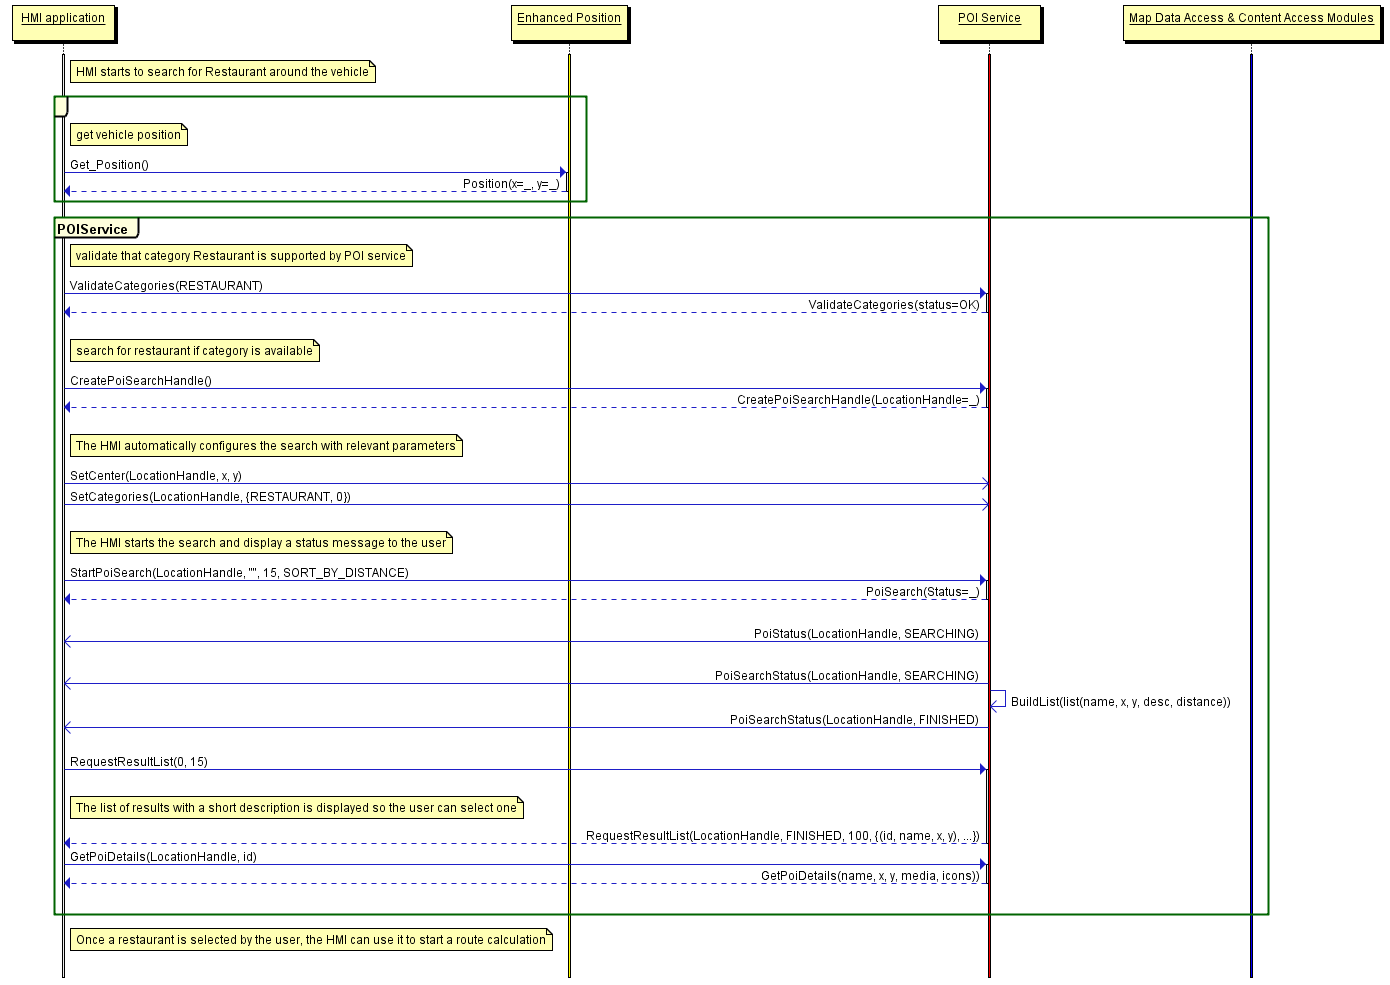 HMI application
Enhanced Position
POI Service
Map Data Access & Content Access Modules
HMI starts to search for Restaurant around the vehicle
get vehicle position
Get_Position()
Position(x=_, y=_)
POIService
validate that category Restaurant is supported by POI service
ValidateCategories(RESTAURANT)
ValidateCategories(status=OK)
search for restaurant if category is available
CreatePoiSearchHandle()
CreatePoiSearchHandle(LocationHandle=_)
The HMI automatically configures the search with relevant parameters
SetCenter(LocationHandle, x, y)
SetCategories(LocationHandle, {RESTAURANT, 0})
The HMI starts the search and display a status message to the user
StartPoiSearch(LocationHandle, "", 15, SORT_BY_DISTANCE)
PoiSearch(Status=_)
PoiStatus(LocationHandle, SEARCHING)
PoiSearchStatus(LocationHandle, SEARCHING)
BuildList(list(name, x, y, desc, distance))
PoiSearchStatus(LocationHandle, FINISHED)
RequestResultList(0, 15)
The list of results with a short description is displayed so the user can select one
RequestResultList(LocationHandle, FINISHED, 100, {(id, name, x, y), ...})
GetPoiDetails(LocationHandle, id)
GetPoiDetails(name, x, y, media, icons))
Once a restaurant is selected by the user, the HMI can use it to start a route calculation